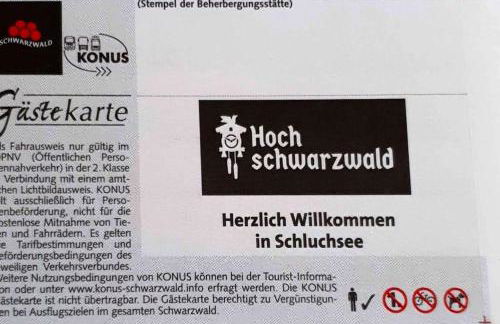 (Stempel der Beherbergungsstätte)
SCHWARZWALD
KONUS
Gästekarte
ls Fahrausweis nur gültig im
PNV (Öffentlichen Perso-
nennahverkehr) in der 2. Klasse
Verbindung mit einem amt-
chen Lichtbildausweis. KONUS
lt ausschließlich für Perso-
enbeförderung, nicht für die
ostenlose Mitnahme von Tie-
en und Fahrrädern. Es gelten
e Tarifbestimmungen und
eförderungsbedingungen des
weiligen Verkehrsverbundes.
Weitere Nutzungsbedingungen von KONUS können bei der Tourist-Informa-
on oder unter www.konus-schwarzwald.info erfragt werden. Die KONUS
ästekarte ist nicht übertragbar. Die Gästekarte berechtigt zu Vergünstigun-
en bei Ausflugszielen im gesamten Schwarzwald.
Hoch
schwarzwald
Herzlich Willkommen
in Schluchsee